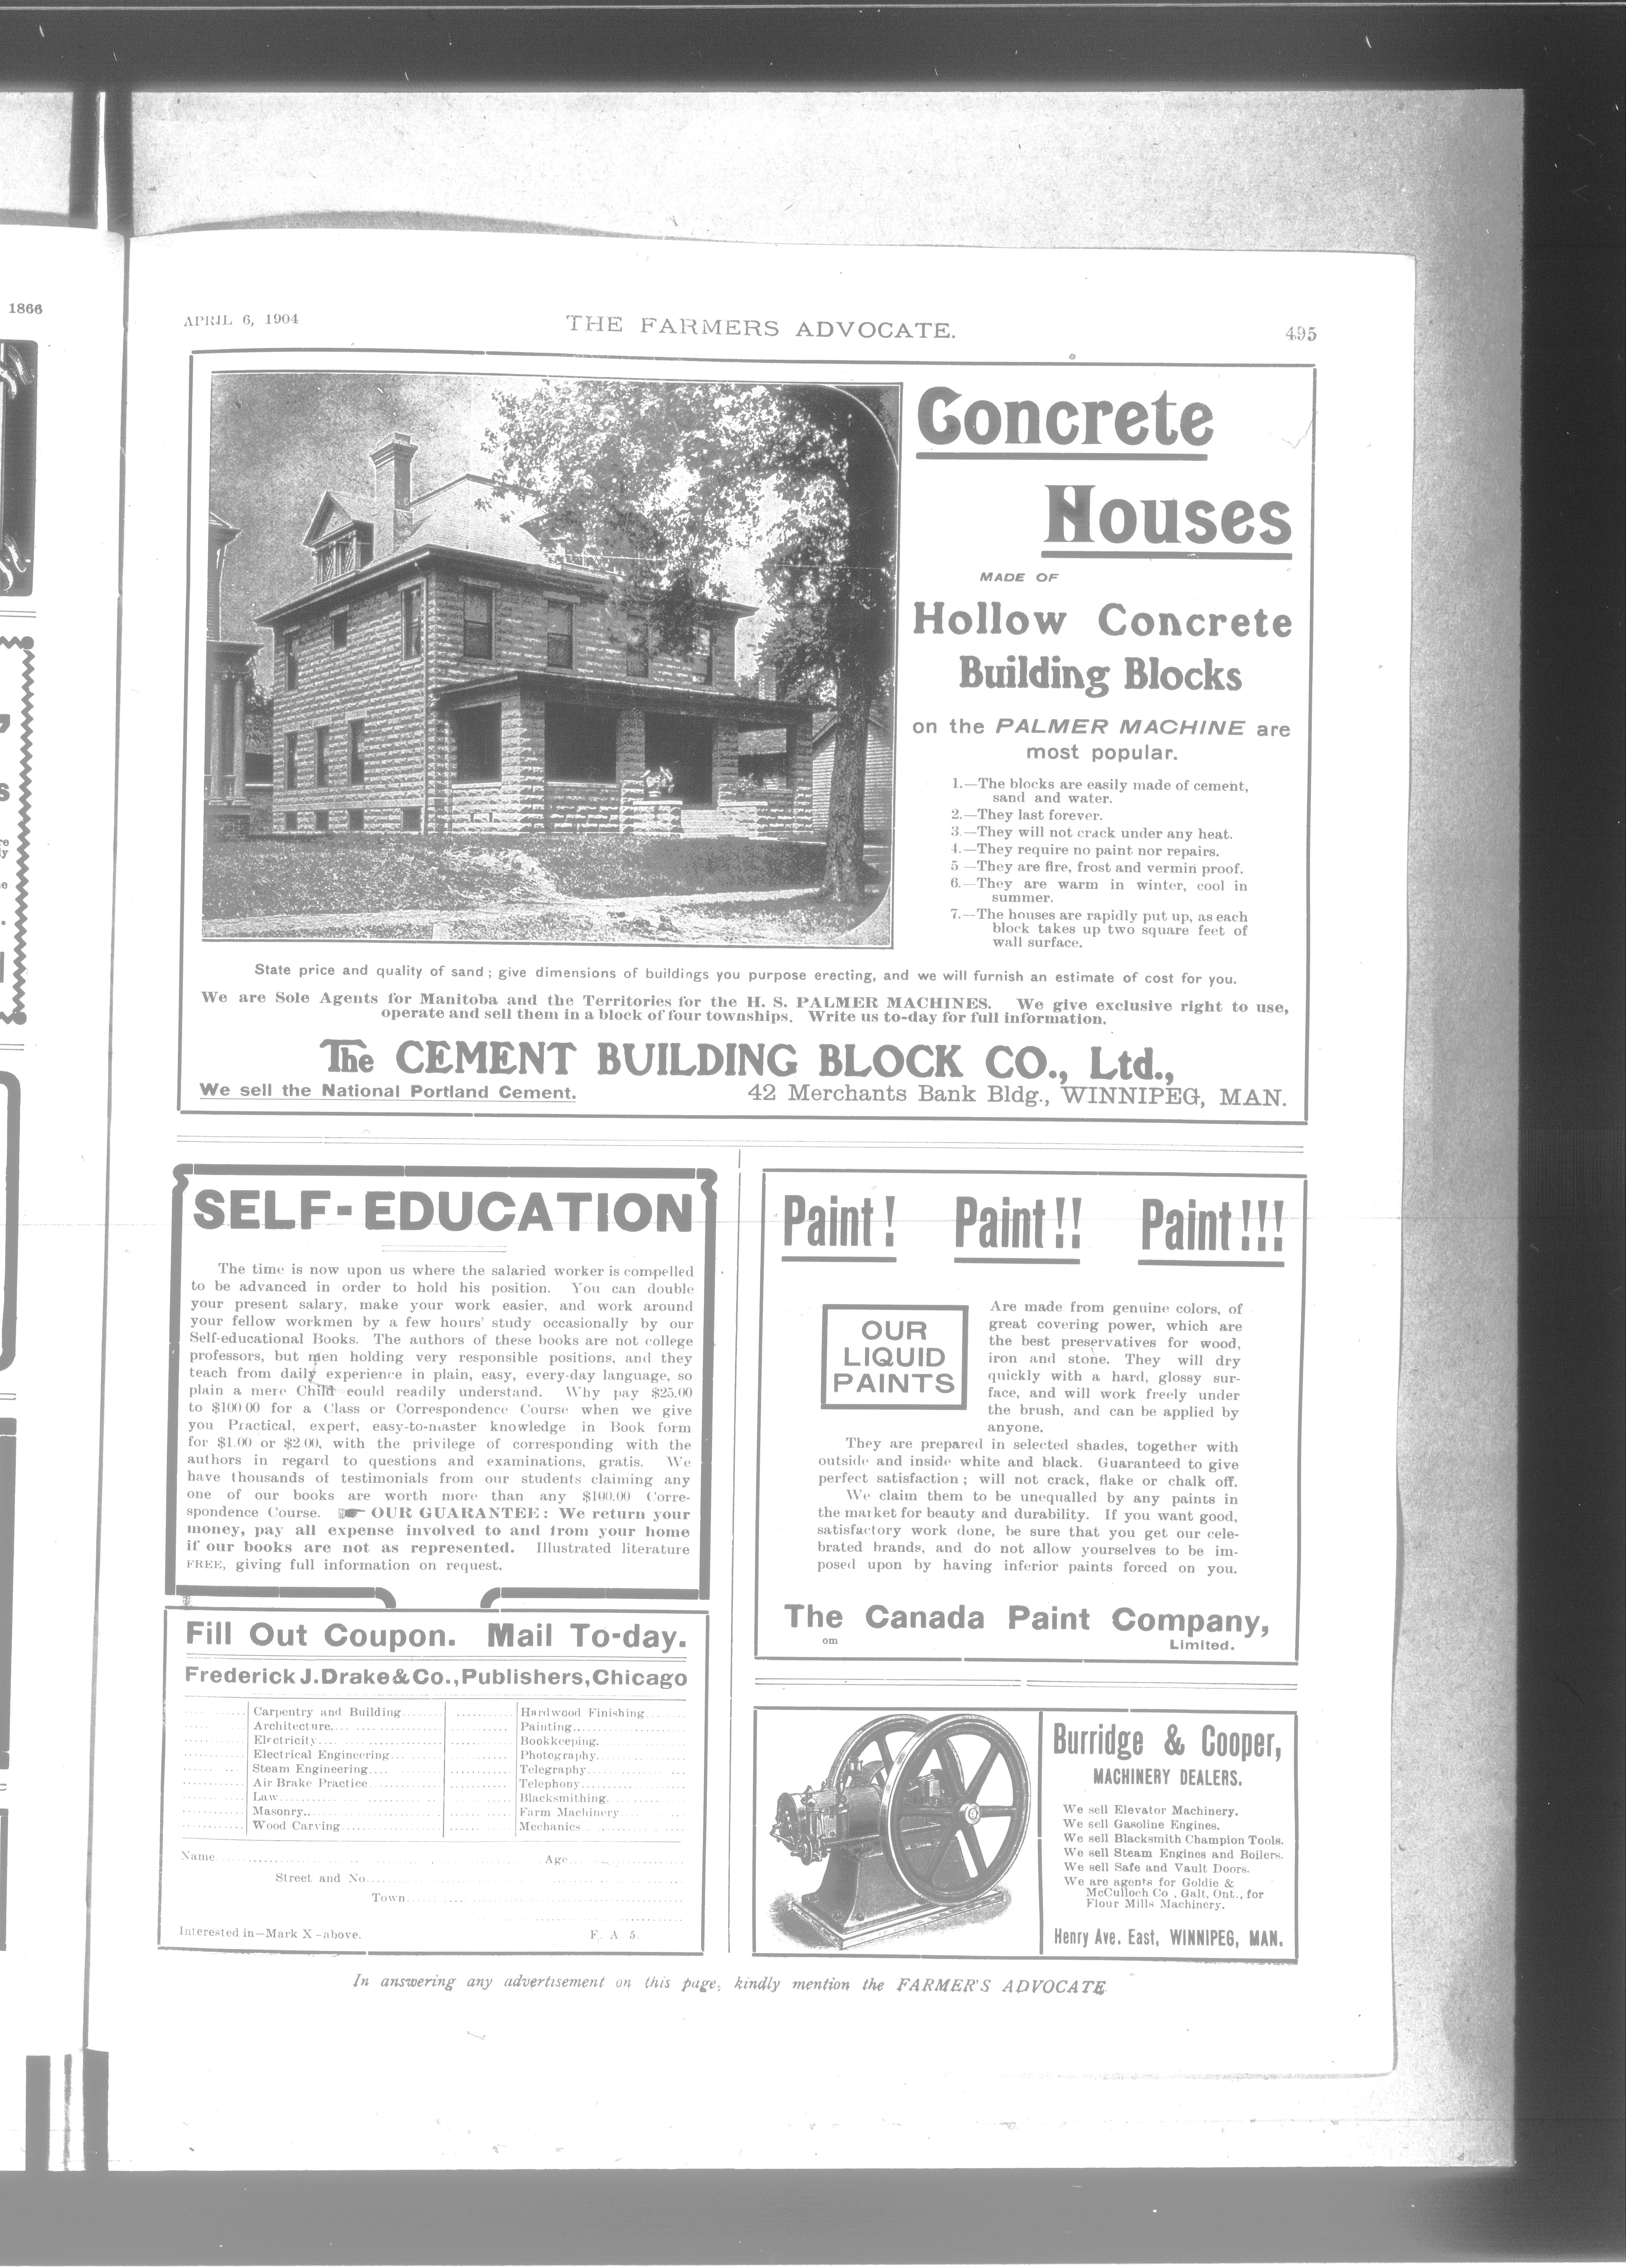 1866
APRIL 6, 1904
THE FARMERS ADVOCATE.
495
Concrete
Houses
MADE OF
Hollow Concrete
Building Blocks
on the PALMER MACHINE are
most popular.
1.—The blocks are easily made of cement,
sand and water.
2.—They last forever.
3.—They will not crack under any heat.
4.—They require no paint nor repairs.
5.—They are fire, frost and vermin proof.
6.—They are warm in winter, cool in
summer.
7.—The houses are rapidly put up, as each
block takes up two square feet of
wall surface.
State price and quality of sand ; give dimensions of buildings you purpose erecting, and we will furnish an estimate of cost for you.
We are Sole Agents for Manitoba and the Territories for the H. S. PALMER MACHINES. We give exclusive right to use,
operate and sell them in a block of four townships. Write us to-day for full information.
The CEMENT BUILDING BLOCK CO., Ltd.,
We sell the National Portland Cement.
42 Merchants Bank Bldg., WINNIPEG, MAN.
SELF-EDUCATION
The time is now upon us where the salaried worker is compelled
to be advanced in order to hold his position. You can double
your present salary, make your work easier, and work around
your fellow workmen by a few hours' study occasionally by our
Self-educational Books. The authors of these books are not college
professors, but men holding very responsible positions, and they
teach from daily experience in plain, easy, every-day language, so
plain a mere Child could readily understand. Why pay $25.00
to $100 00 for a Class or Correspondence Course when we give
you Practical, expert, easy-to-master knowledge in Book form
for $1.00 or $2.00, with the privilege of corresponding with the
authors in regard to questions and examinations, gratis. We
have thousands of testimonials from our students claiming any
one of our books are worth more than any $100.00 Corre-
spondence Course. ☛ OUR GUARANTEE: We return your
money, pay all expense involved to and from your home
if our books are not as represented. Illustrated literature
FREE, giving full information on request.
Fill Out Coupon. Mail To-day.
Frederick J. Drake & Co., Publishers, Chicago
Carpentry and Building
Architecture
Electricity
Electrical Engineering
Steam Engineering
Air Brake Practice
Law
Masonry
Wood Carving
Hardwood Finishing
Painting
Bookkeeping
Photography
Telegraphy
Telephony
Blacksmithing
Farm Machinery
Mechanics
Name
Age
Street and No.
Town
Interested in—Mark X—above.
F. A. 5.
Paint! Paint!! Paint!!!
OUR
LIQUID
PAINTS
Are made from genuine colors, of
great covering power, which are
the best preservatives for wood,
iron and stone. They will dry
quickly with a hard, glossy sur-
face, and will work freely under
the brush, and can be applied by
anyone.
They are prepared in selected shades, together with
outside and inside white and black. Guaranteed to give
perfect satisfaction ; will not crack, flake or chalk off.
We claim them to be unequalled by any paints in
the market for beauty and durability. If you want good,
satisfactory work done, be sure that you get our cele-
brated brands, and do not allow yourselves to be im-
posed upon by having inferior paints forced on you.
The Canada Paint Company,
om
Limited.
Burridge & Cooper,
MACHINERY DEALERS.
We sell Elevator Machinery.
We sell Gasoline Engines.
We sell Blacksmith Champion Tools.
We sell Steam Engines and Boilers.
We sell Safe and Vault Doors.
We are agents for Goldie &
McCulloch Co., Galt, Ont., for
Flour Mills Machinery.
Henry Ave. East, WINNIPEG, MAN.
In answering any advertisement on this page, kindly mention the FARMER'S ADVOCATE